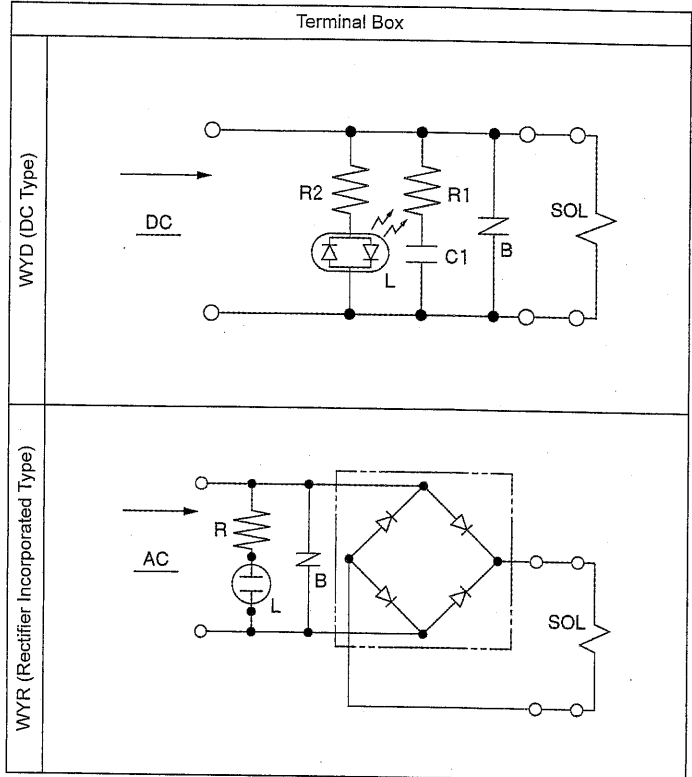 Terminal Box
WYD (DC Type)
DC
R2
R1
C1
L
B
SOL
WYR (Rectifier Incorporated Type)
AC
R
L
B
SOL